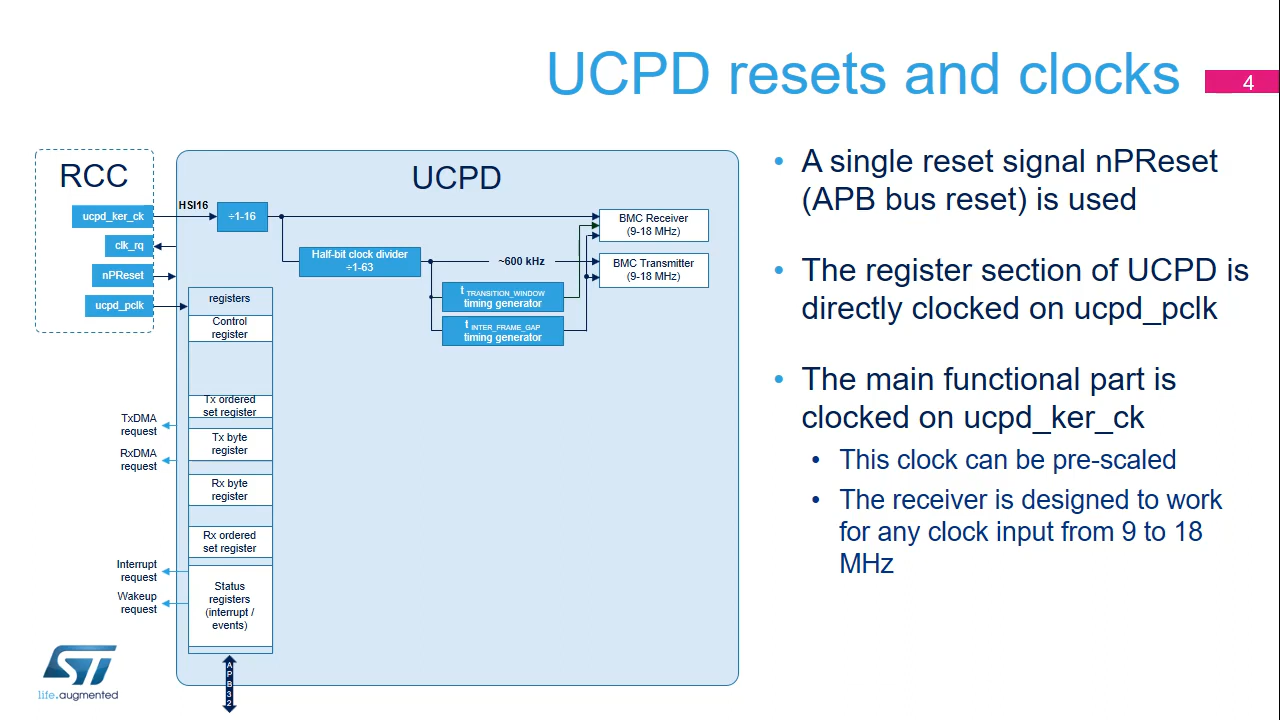 UCPD resets and clocks
4
RCC
ucpd_ker_ck
clk_rq
nPReset
ucpd_pclk
UCPD
HSI16
÷1-16
Half-bit clock divider
÷1-63
~600 kHz
BMC Receiver
(9-18 MHz)
BMC Transmitter
(9-18 MHz)
t TRANSITION_WINDOW
timing generator
t INTER_FRAME_GAP
timing generator
registers
Control
register
Tx ordered
set register
Tx byte
register
Rx byte
register
Rx ordered
set register
Status
registers
(interrupt /
events)
TxDMA
request
RxDMA
request
Interrupt
request
Wakeup
request
APB32
• A single reset signal nPReset
(APB bus reset) is used
• The register section of UCPD is
directly clocked on ucpd_pclk
• The main functional part is
clocked on ucpd_ker_ck
• This clock can be pre-scaled
• The receiver is designed to work
for any clock input from 9 to 18
MHz
ST
life.augmented